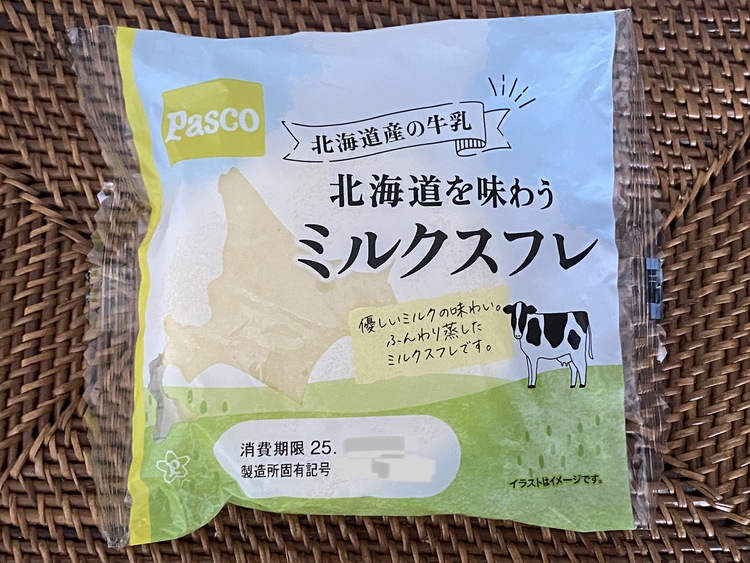 Pasco
北海道産の牛乳
北海道を味わう
ミルクスフレ
優しいミルクの味わい。
ふんわり蒸した
ミルクスフレです。
消費期限 25.
製造所固有記号
イラストはイメージです。